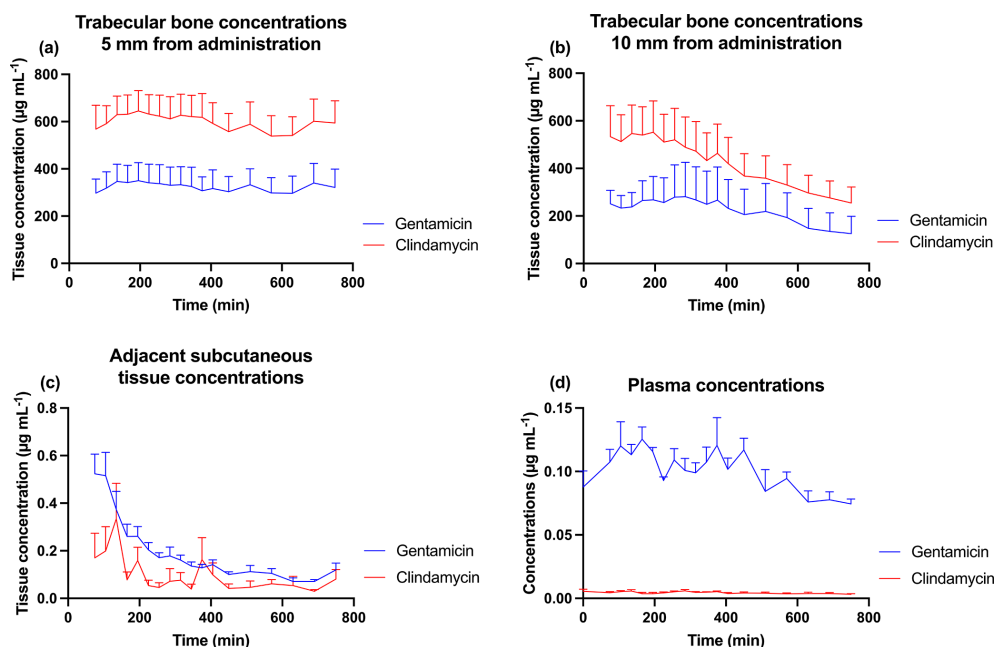 Trabecular bone concentrations
(a) 5 mm from administration
Tissue concentration (µg mL⁻¹)
800
600
400
200
0
0 200 400 600 800
Time (min)
Gentamicin
Clindamycin
Trabecular bone concentrations
(b) 10 mm from administration
Tissue concentration (µg mL⁻¹)
800
600
400
200
0
0 200 400 600 800
Time (min)
Gentamicin
Clindamycin
Adjacent subcutaneous
(c) tissue concentrations
Tissue concentration (µg mL⁻¹)
0.8
0.6
0.4
0.2
0.0
0 200 400 600 800
Time (min)
Gentamicin
Clindamycin
(d) Plasma concentrations
Concentrations (µg mL⁻¹)
0.15
0.10
0.05
0.00
0 200 400 600 800
Time (min)
Gentamicin
Clindamycin